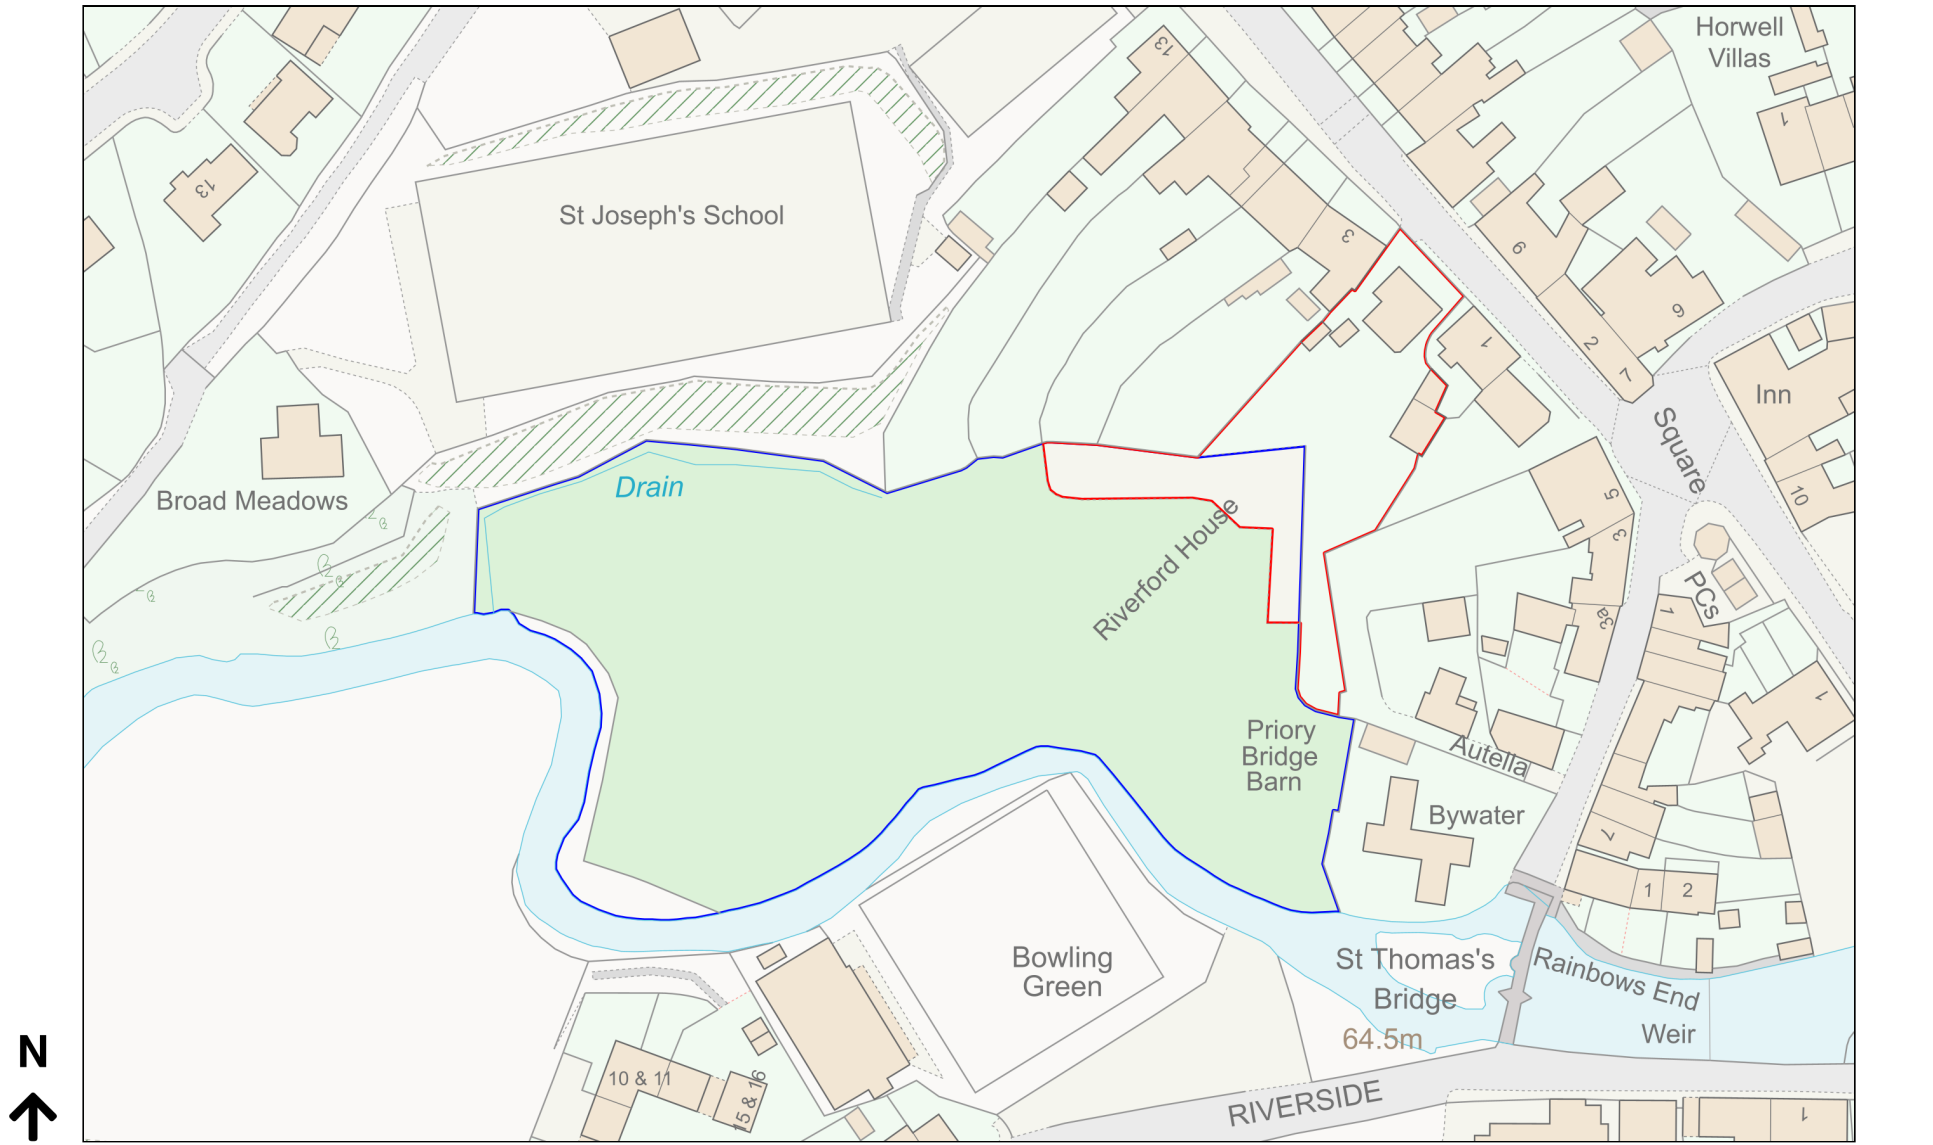 Horwell
Villas
13
1
13
St Joseph's School
3
9
6
1
2
7
Inn
Square
Drain
Broad Meadows
10
5
Riverford House
3
PCs
1
3a
1
Priory
Bridge
Barn
Autella
Bywater
7
1
2
Bowling
Green
St Thomas's
Bridge
Rainbows End
Weir
64.5m
N
10 & 11
15 & 16
RIVERSIDE
1